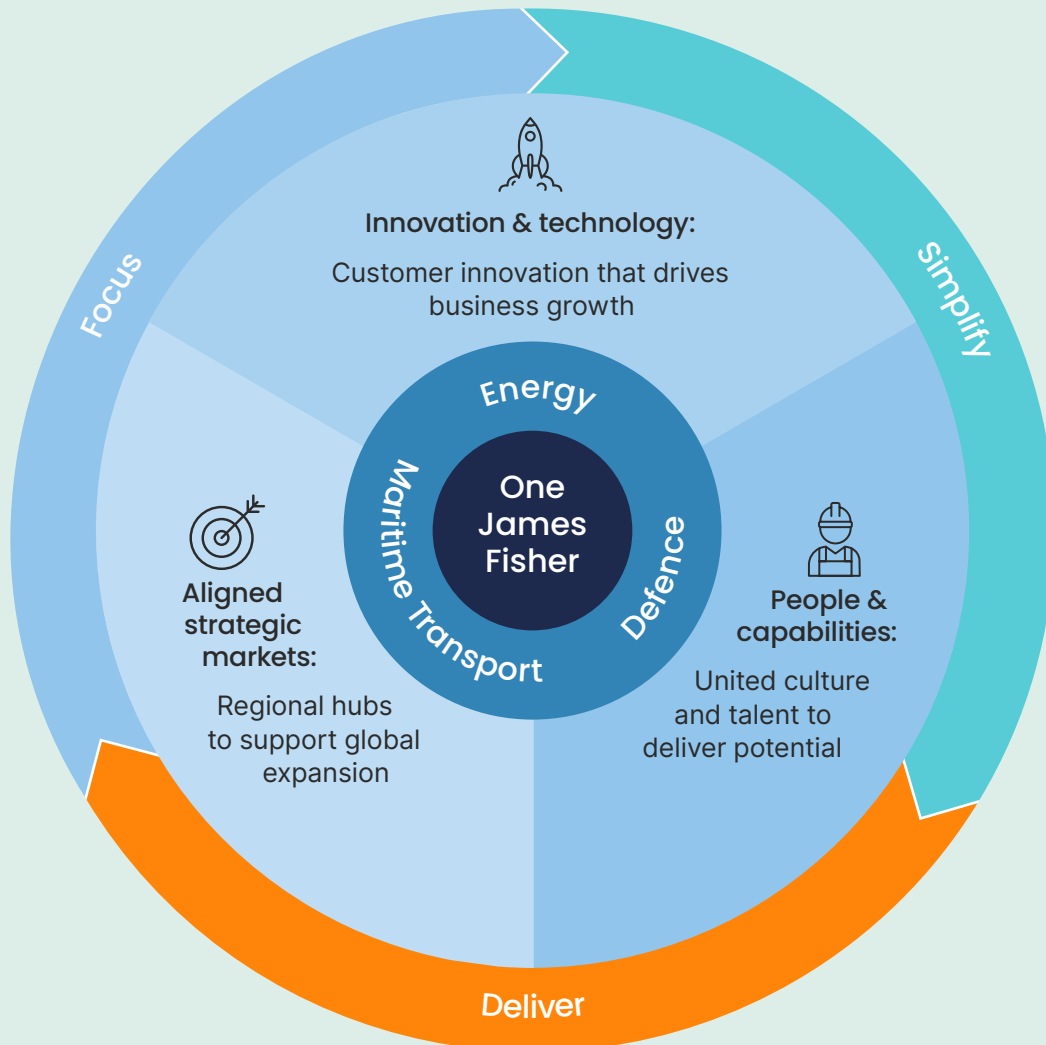 Focus
Simplify
Innovation & technology:
Customer innovation that drives
business growth
Energy
Maritime Transport
Defence
One
James
Fisher
Aligned
strategic
markets:
Regional hubs
to support global
expansion
People &
capabilities:
United culture
and talent to
deliver potential
Deliver